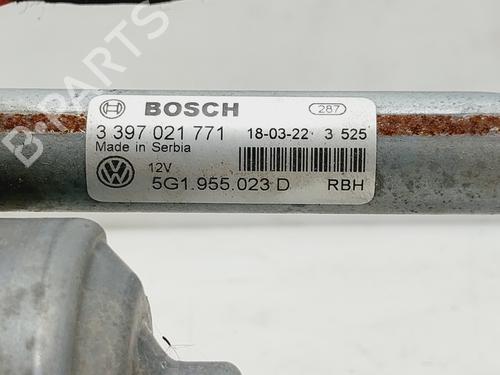 BOSCH 287
3 397 021 771 18-03-22 3 525
Made in Serbia
12V
5G1.955.023 D RBH
B-Parts